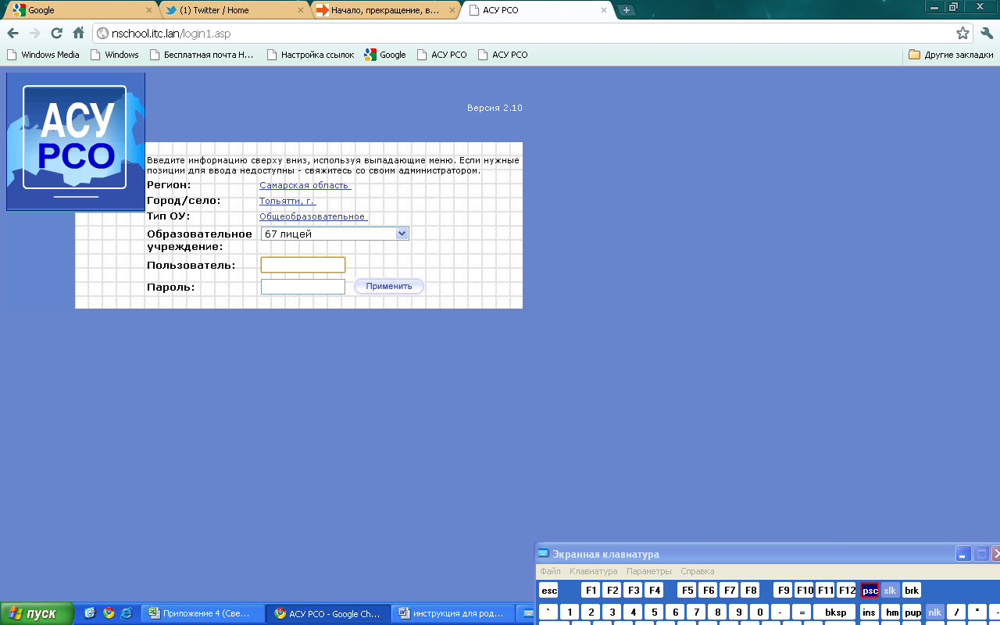 Google
(1) Twitter / Home
Начало, прекращение, в...
АСУ РСО
nschool.itc.lan/login1.asp
Windows Media
Windows
Бесплатная почта H...
Настройка ссылок
Google
АСУ РСО
АСУ РСО
Другие закладки
АСУ
РСО
Версия 2.10
Введите информацию сверху вниз, используя выпадающие меню. Если нужные
позиции для ввода недоступны - свяжитесь со своим администратором.
Регион: Самарская область
Город/село: Тольятти, г.
Тип ОУ: Общеобразовательное
Образовательное
учреждение:
67 лицей
Пользователь:
Пароль:
Применить
Экранная клавиатура
Файл Клавиатура Параметры Справка
esc F1 F2 F3 F4 F5 F6 F7 F8 F9 F10 F11 F12 psc slk brk
` 1 2 3 4 5 6 7 8 9 0 - = bksp ins hm pup nlk / *
пуск
Приложение 4 (Све...
АСУ РСО - Google Ch...
инструкция для род...